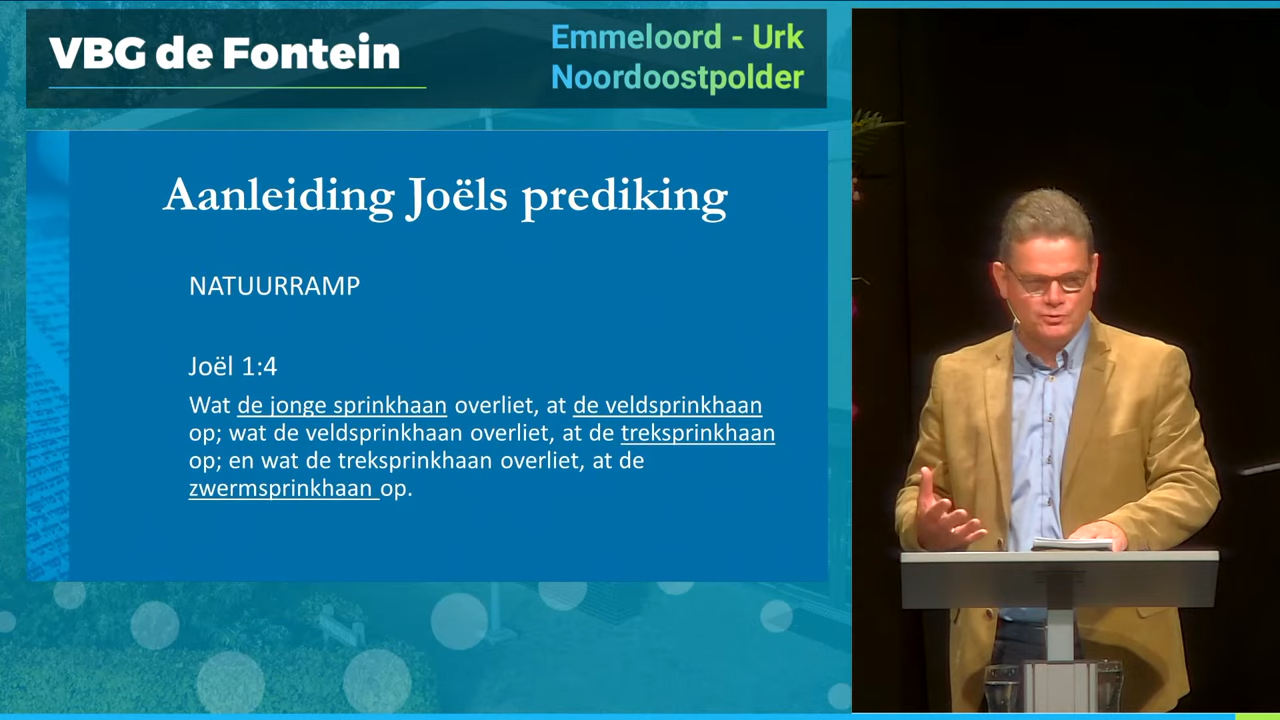 VBG de Fontein
Emmeloord - Urk
Noordoostpolder
Aanleiding Joëls prediking
NATUURRAMP
Joël 1:4
Wat de jonge sprinkhaan overliet, at de veldsprinkhaan
op; wat de veldsprinkhaan overliet, at de treksprinkhaan
op; en wat de treksprinkhaan overliet, at de
zwermsprinkhaan op.